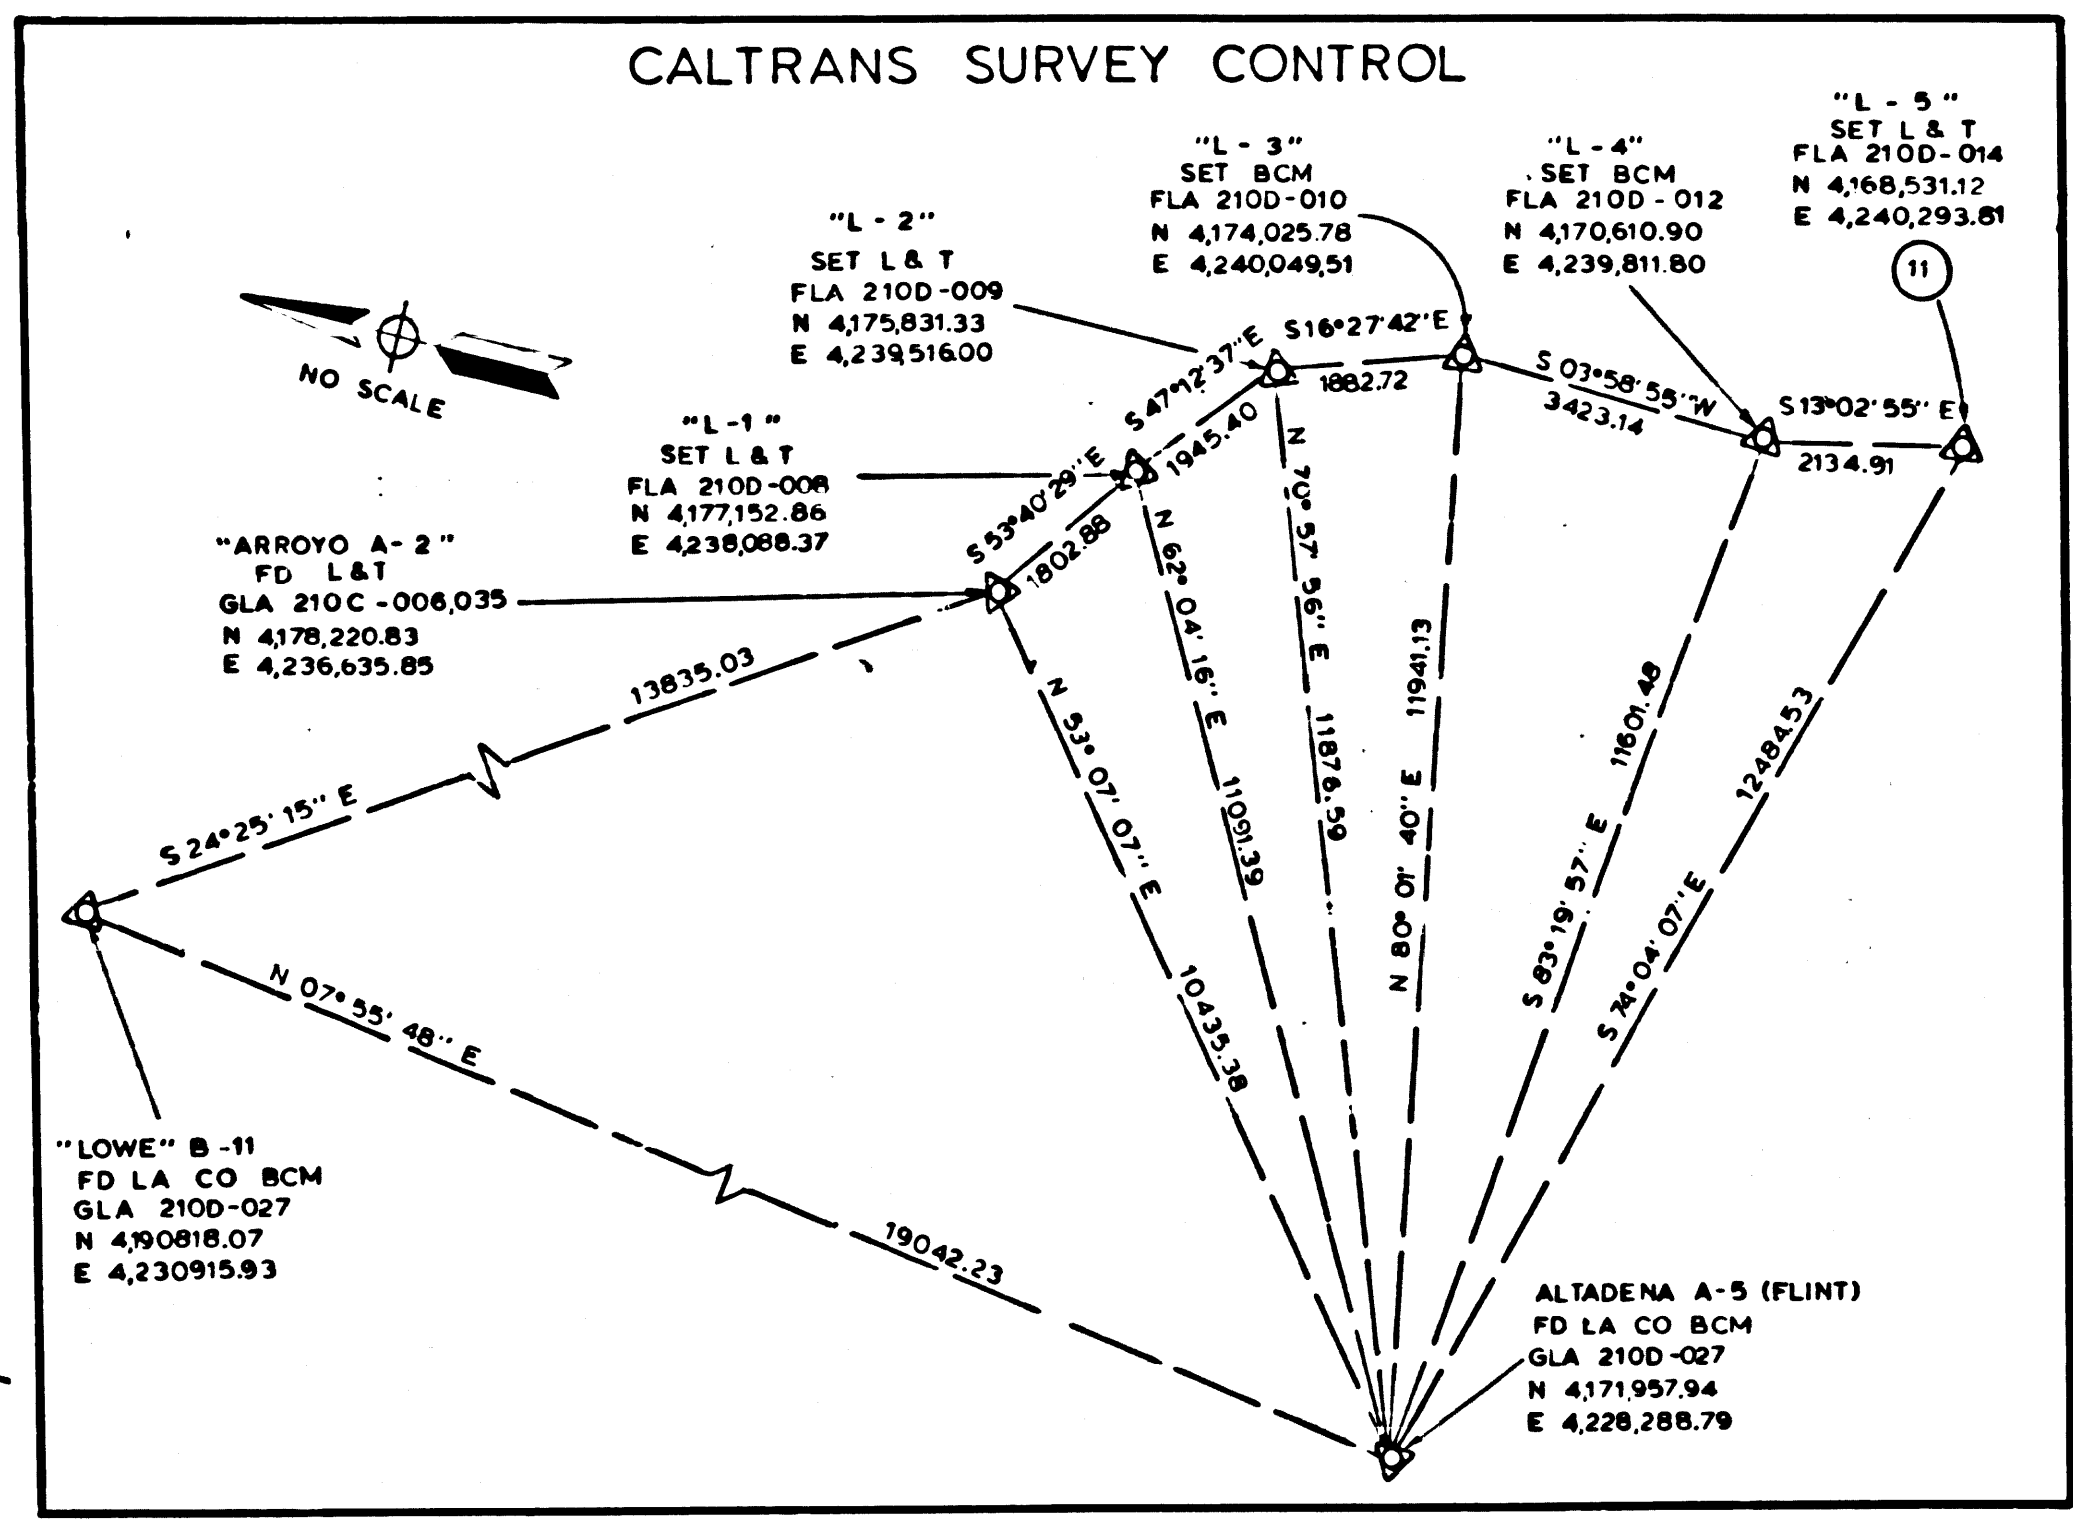 CALTRANS SURVEY CONTROL
"L - 5"
SET L & T
FLA 210D-014
N 4,168,531.12
E 4,240,293.81
11
"L - 4"
SET BCM
FLA 210D - 012
N 4,170,610.90
E 4,239,811.80
"L - 3"
SET BCM
FLA 210D-010
N 4,174,025.78
E 4,240,049,51
"L - 2"
SET L & T
FLA 210D-009
N 4,175,831.33
E 4,239,516.00
NO SCALE
"L-1"
SET L & T
FLA 210D-008
N 4,177,152.86
E 4,238,088.37
"ARROYO A-2"
FD L&T
GLA 210C-006,035
N 4,178,220.83
E 4,236,635.85
S 53°40'29" E
1802.88
S 47°12'37" E
1945.40
S16°27'42" E
1882.72
S 03°58'55" W
3423.14
S13°02'55" E
2134.91
13835.03
S 24°25'15" E
N 53°07'07" E
10435.38
N 62°04'16" E
11091.39
N 70°57'56" E
11876.59
N 80°01'40" E
11941.13
S 83°19'57" E
11601.48
S 74°04'07" E
12484.53
N 07°55'48" E
19042.23
"LOWE" B-11
FD LA CO BCM
GLA 210D-027
N 4,190818.07
E 4,230915.93
ALTADENA A-5 (FLINT)
FD LA CO BCM
GLA 210D-027
N 4,171,957.94
E 4,228,288.79